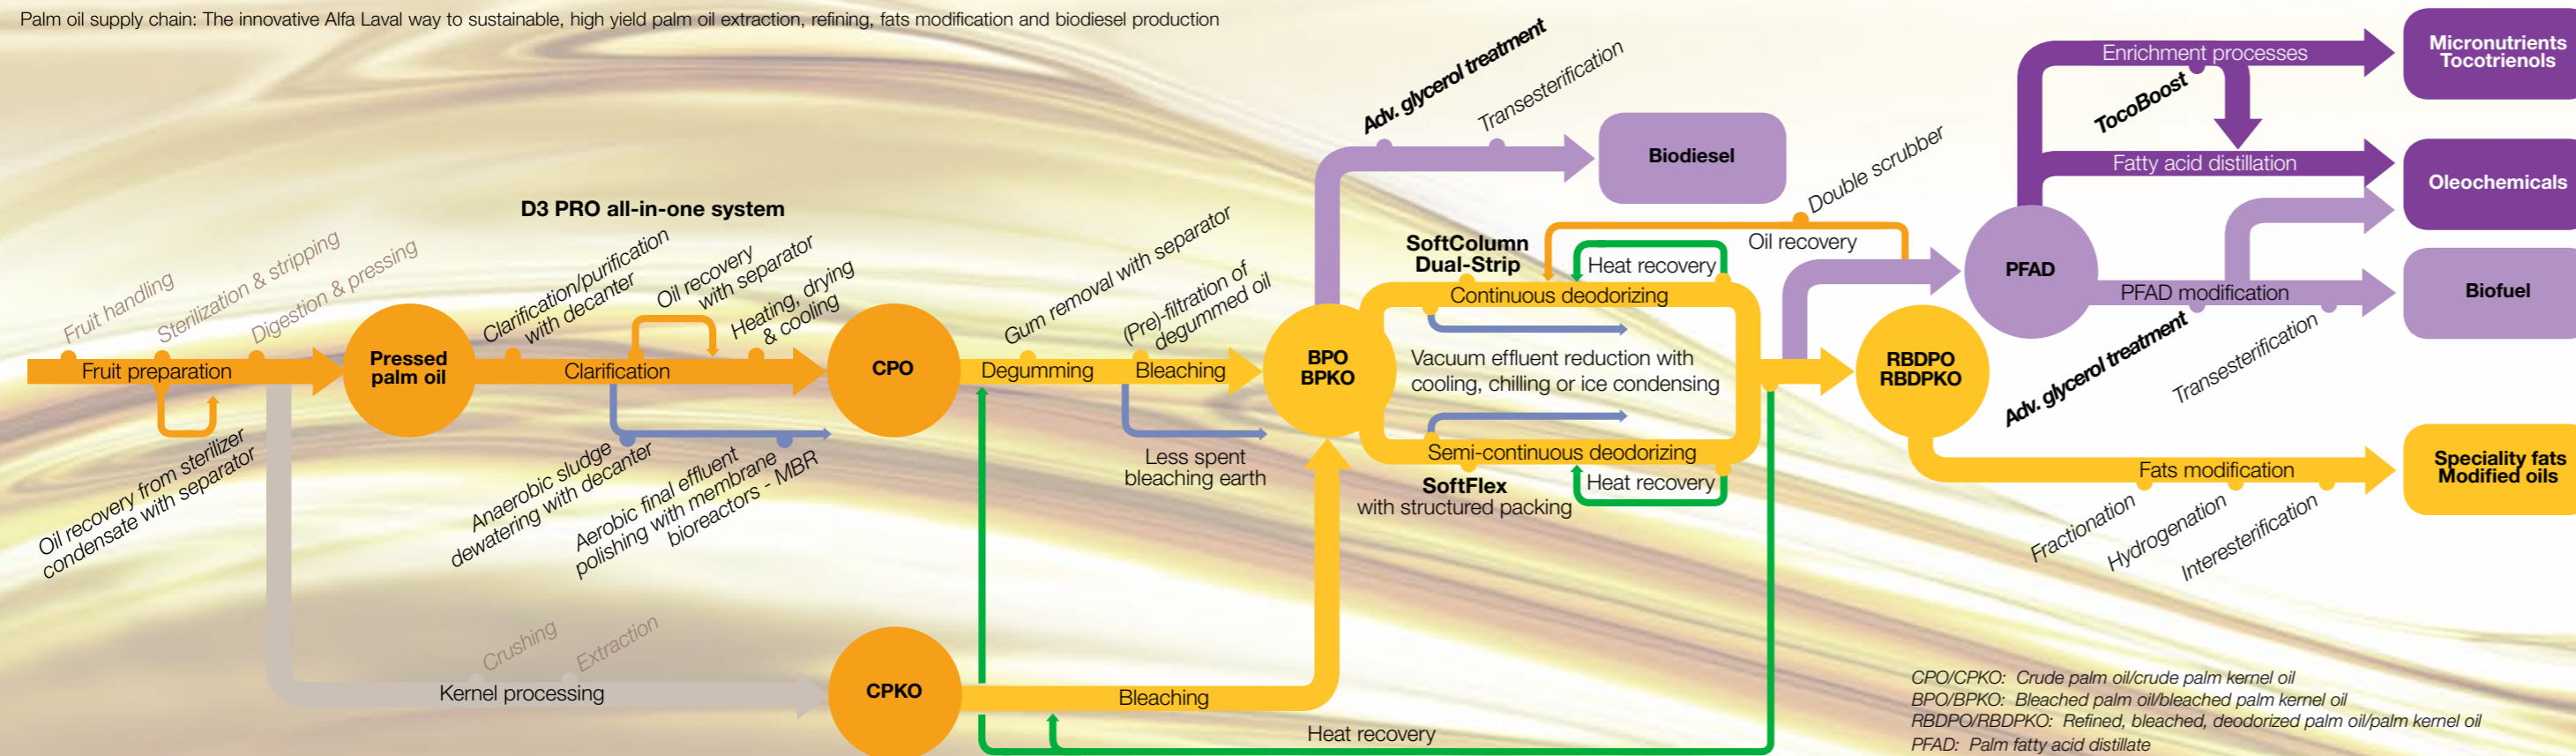 Palm oil supply chain: The innovative Alfa Laval way to sustainable, high yield palm oil extraction, refining, fats modification and biodiesel production
Fruit handling
Sterilization & stripping
Digestion & pressing
Fruit preparation
Oil recovery from sterilizer
condensate with separator
Pressed
palm oil
D3 PRO all-in-one system
Clarification/purification
with decanter
Oil recovery
with separator
Heating, drying
& cooling
Clarification
Anaerobic sludge
dewatering with decanter
Aerobic final effluent
polishing with membrane
bioreactors - MBR
Crushing
Extraction
Kernel processing
CPO
CPKO
Gum removal with separator
(Pre)-filtration of
degummed oil
Degumming
Bleaching
Less spent
bleaching earth
Bleaching
Heat recovery
BPO
BPKO
Adv. glycerol treatment
Transesterification
Biodiesel
SoftColumn
Dual-Strip
Heat recovery
Oil recovery
Double scrubber
Continuous deodorizing
Vacuum effluent reduction with
cooling, chilling or ice condensing
Semi-continuous deodorizing
SoftFlex
with structured packing
Heat recovery
RBDPO
RBDPKO
PFAD
Enrichment processes
TocoBoost
Fatty acid distillation
PFAD modification
Adv. glycerol treatment
Transesterification
Fats modification
Fractionation
Hydrogenation
Interesterification
Micronutrients
Tocotrienols
Oleochemicals
Biofuel
Speciality fats
Modified oils
CPO/CPKO: Crude palm oil/crude palm kernel oil
BPO/BPKO: Bleached palm oil/bleached palm kernel oil
RBDPO/RBDPKO: Refined, bleached, deodorized palm oil/palm kernel oil
PFAD: Palm fatty acid distillate